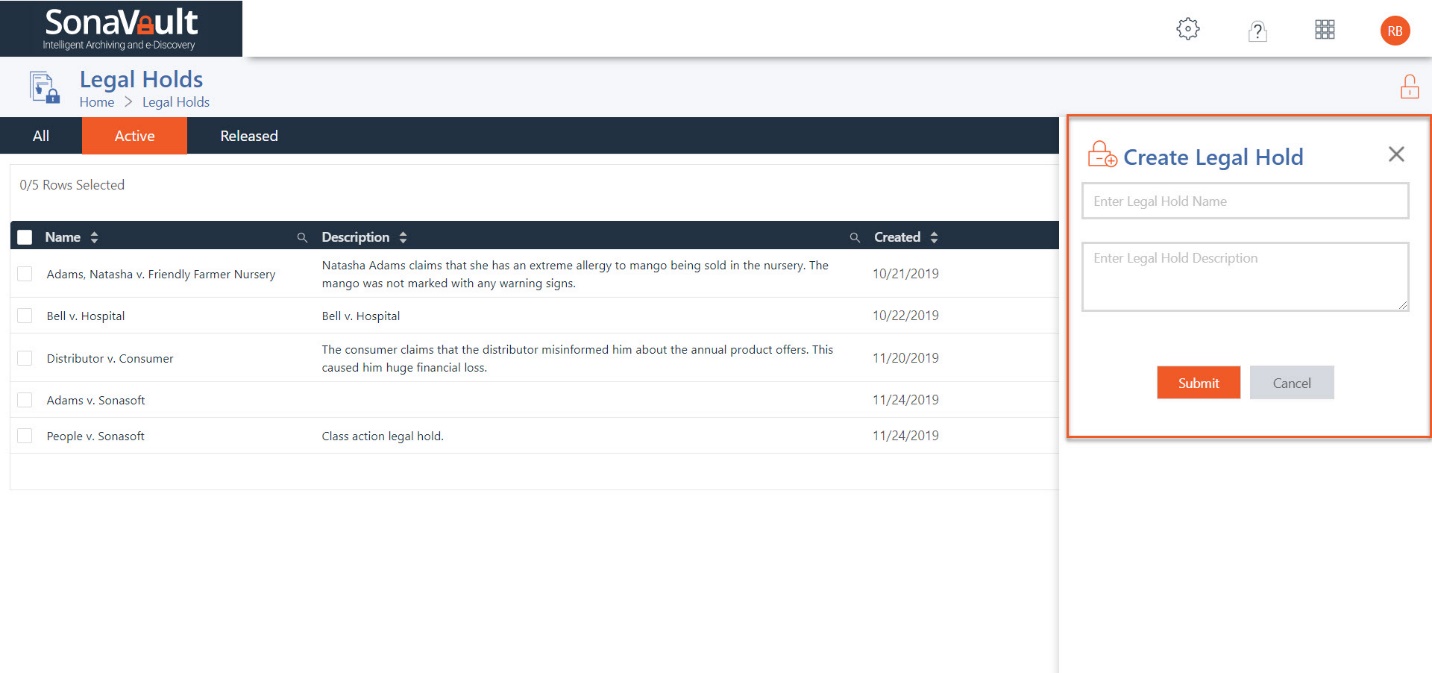 SonaVault
Intelligent Archiving and e-Discovery
?
RB
Legal Holds
Home > Legal Holds
All Active Released
0/5 Rows Selected
Name Description Created
Adams, Natasha v. Friendly Farmer Nursery
Natasha Adams claims that she has an extreme allergy to mango being sold in the nursery. The
mango was not marked with any warning signs.
10/21/2019
Bell v. Hospital Bell v. Hospital 10/22/2019
Distributor v. Consumer
The consumer claims that the distributor misinformed him about the annual product offers. This
caused him huge financial loss.
11/20/2019
Adams v. Sonasoft 11/24/2019
People v. Sonasoft Class action legal hold. 11/24/2019
Create Legal Hold
Enter Legal Hold Name
Enter Legal Hold Description
Submit Cancel